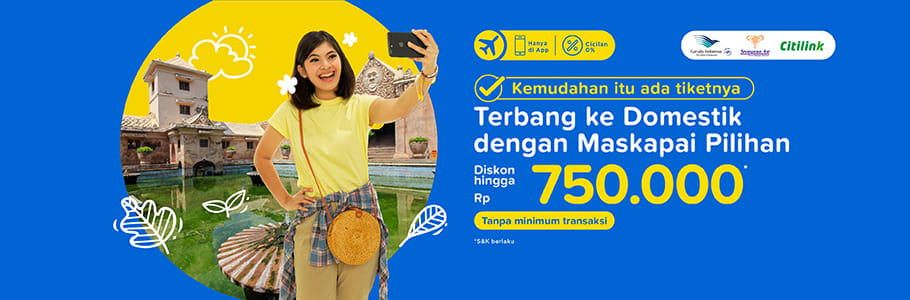 Hanya
di App
Cicilan
0%
Garuda Indonesia
Sriwijaya Air
Citilink
Kemudahan itu ada tiketnya
Terbang ke Domestik
dengan Maskapai Pilihan
Diskon
hingga
Rp 750.000*
Tanpa minimum transaksi
*S&K berlaku